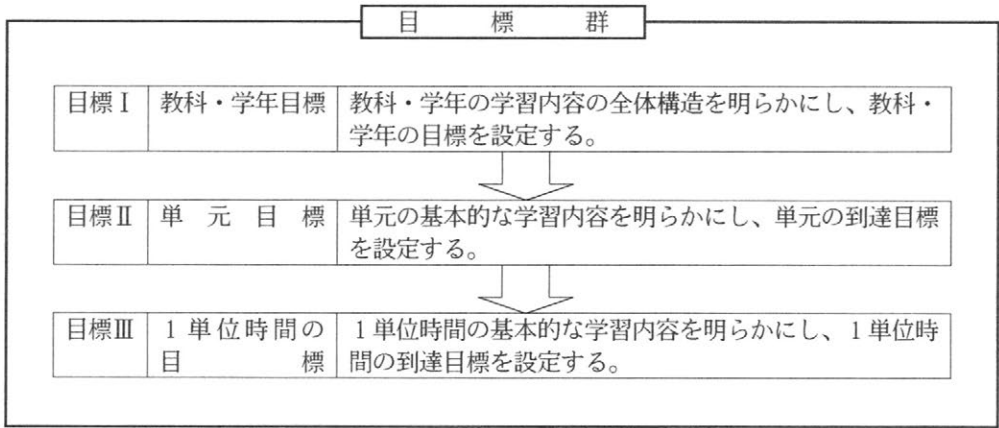 目標群
目標Ⅰ 教科・学年目標 教科・学年の学習内容の全体構造を明らかにし、教科・
学年の目標を設定する。
目標Ⅱ 単元目標 単元の基本的な学習内容を明らかにし、単元の到達目標
を設定する。
目標Ⅲ 1単位時間の 1単位時間の基本的な学習内容を明らかにし、1単位時
目標 間の到達目標を設定する。